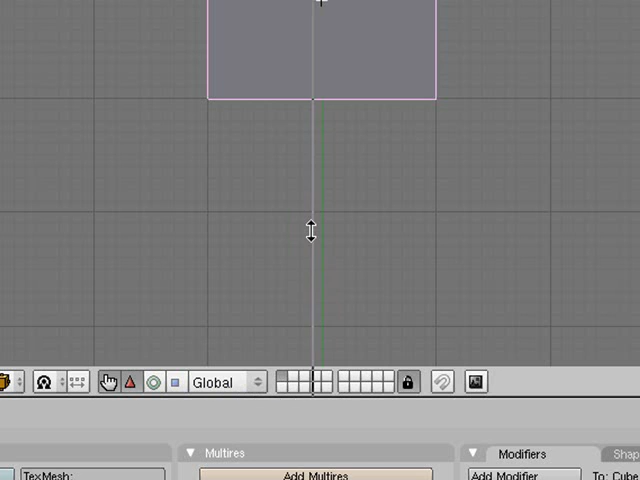 Global
Multires
Modifiers
Shap
TexMesh:
Add Multires
Add Modifier
To: Cube